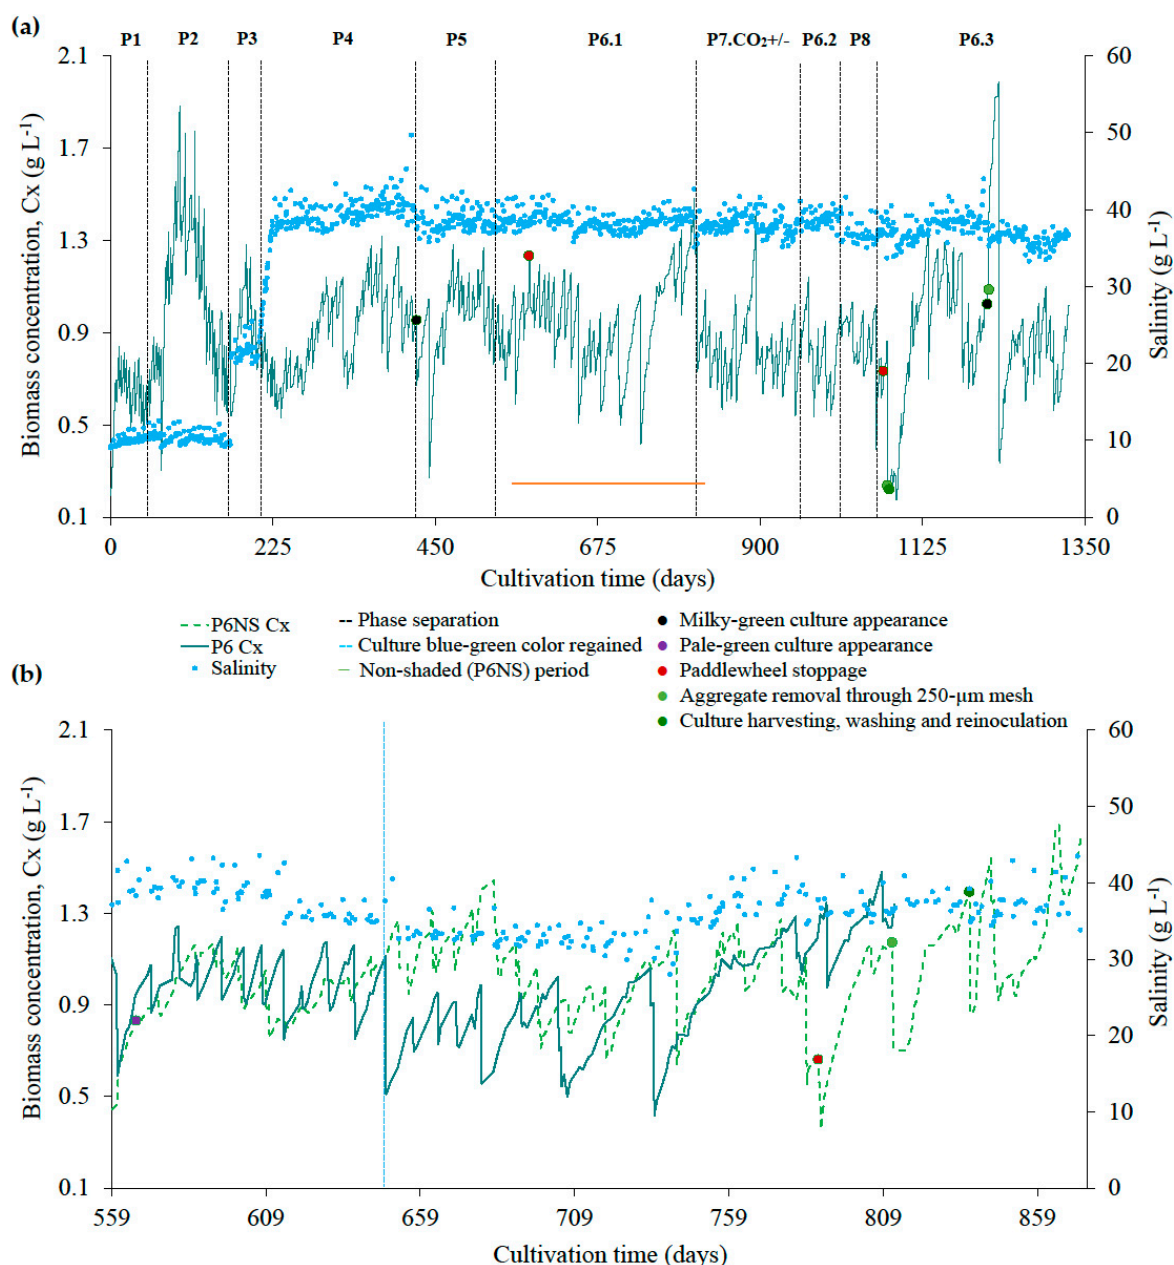 (a)
P1 P2 P3 P4 P5 P6.1 P7.CO₂+/- P6.2 P8 P6.3
Biomass concentration, Cx (g L⁻¹)
2.1
1.7
1.3
0.9
0.5
0.1
60
50
40
30
20
10
0
Salinity (g L⁻¹)
0 225 450 675 900 1125 1350
Cultivation time (days)
P6NS Cx
P6 Cx
Salinity
Phase separation
Culture blue-green color regained
Non-shaded (P6NS) period
Milky-green culture appearance
Pale-green culture appearance
Paddlewheel stoppage
Aggregate removal through 250-µm mesh
Culture harvesting, washing and reinoculation
(b)
Biomass concentration, Cx (g L⁻¹)
2.1
1.7
1.3
0.9
0.5
0.1
60
50
40
30
20
10
0
Salinity (g L⁻¹)
559 609 659 709 759 809 859
Cultivation time (days)